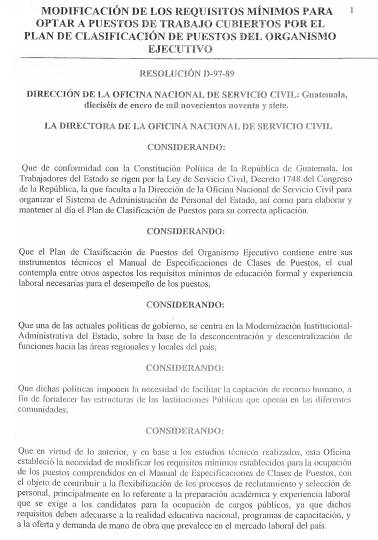 MODIFICACIÓN DE LOS REQUISITOS MÍNIMOS PARA 1
OPTAR A PUESTOS DE TRABAJO CUBIERTOS POR EL
PLAN DE CLASIFICACIÓN DE PUESTOS DEL ORGANISMO
EJECUTIVO
RESOLUCIÓN D-97-89
DIRECCIÓN DE LA OFICINA NACIONAL DE SERVICIO CIVIL: Guatemala,
dieciséis de enero de mil novecientos noventa y siete.
LA DIRECTORA DE LA OFICINA NACIONAL DE SERVICIO CIVIL
CONSIDERANDO:
Que de conformidad con la Constitución Política de la República de Guatemala, los
Trabajadores del Estado se rigen por la Ley de Servicio Civil, Decreto 1748 del Congreso
de la República, la que faculta a la Dirección de la Oficina Nacional de Servicio Civil para
organizar el Sistema de Administración de Personal del Estado, así como para elaborar y
mantener al día el Plan de Clasificación de Puestos para su correcta aplicación.
CONSIDERANDO:
Que el Plan de Clasificación de Puestos del Organismo Ejecutivo contiene entre sus
instrumentos técnicos el Manual de Especificaciones de Clases de Puestos, el cual
contempla entre otros aspectos los requisitos mínimos de educación formal y experiencia
laboral necesarias para el desempeño de los puestos;
CONSIDERANDO:
Que una de las actuales políticas de gobierno, se centra en la Modernización Institucional-
Administrativa del Estado, sobre la base de la desconcentración y descentralización de
funciones hacia las áreas regionales y locales del país;
CONSIDERANDO:
Que dichas políticas imponen la necesidad de facilitar la captación de recurso humano, a
fin de fortalecer las estructuras de las Instituciones Públicas que operan en las diferentes
comunidades;
CONSIDERANDO:
Que en virtud de lo anterior, y en base a los estudios técnicos realizados, esta Oficina
estableció la necesidad de modificar los requisitos mínimos establecidos para la ocupación
de los puestos comprendidos en el Manual de Especificaciones de Clases de Puestos, con
el objeto de contribuir a la flexibilización de los procesos de reclutamiento y selección de
personal, principalmente en lo referente a la preparación académica y experiencia laboral
que se exige a los candidatos para la ocupación de cargos públicos, ya que dichos
requisitos deben adecuarse a la realidad educativa nacional, programas de capacitación, y
a la oferta y demanda de mano de obra que prevalece en el mercado laboral del país.